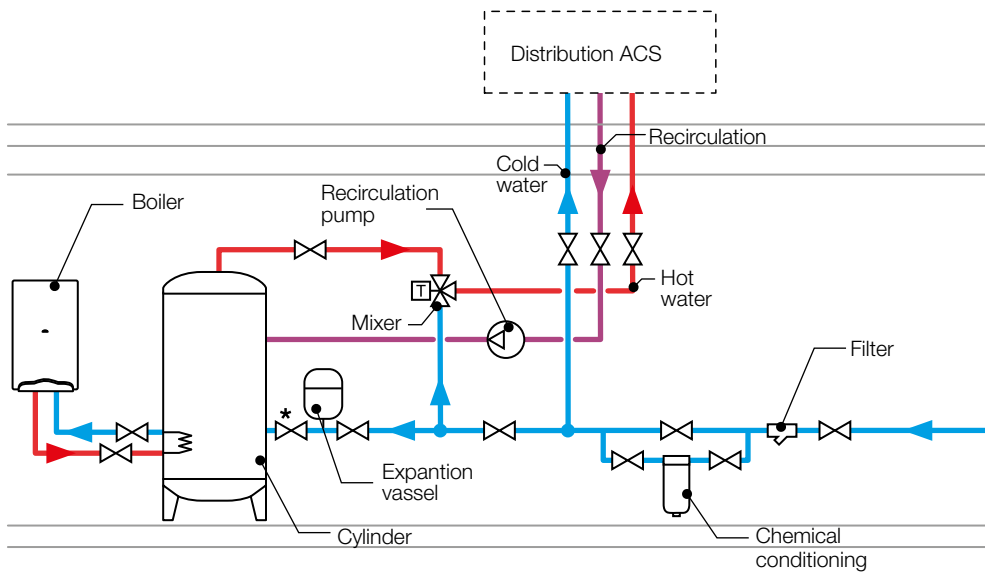 Distribution ACS
Recirculation
Cold
water
Recirculation
pump
Boiler
Hot
water
T
Mixer
Filter
*
Expantion
vassel
Cylinder
Chemical
conditioning